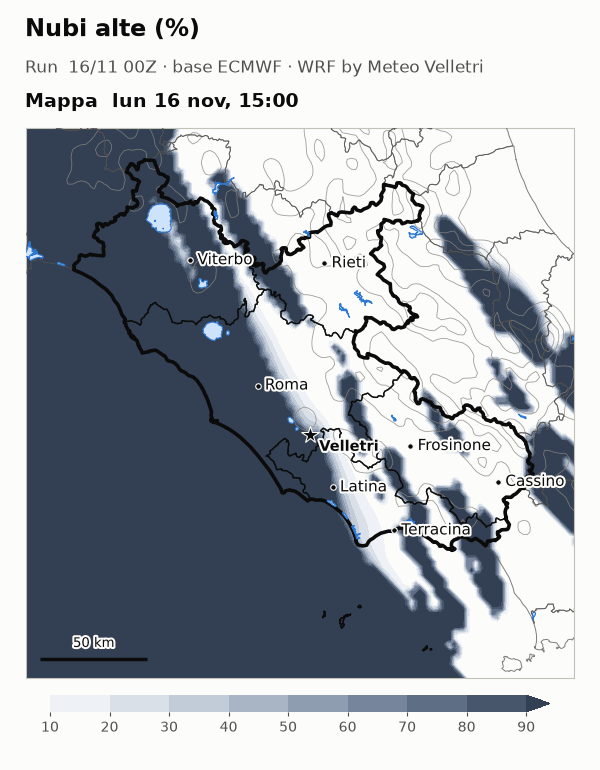 Nubi alte (%)
Run 16/11 00Z · base ECMWF · WRF by Meteo Velletri
Mappa lun 16 nov, 15:00
Viterbo
Rieti
Roma
Velletri
Frosinone
Latina
Cassino
Terracina
50 km
10 20 30 40 50 60 70 80 90